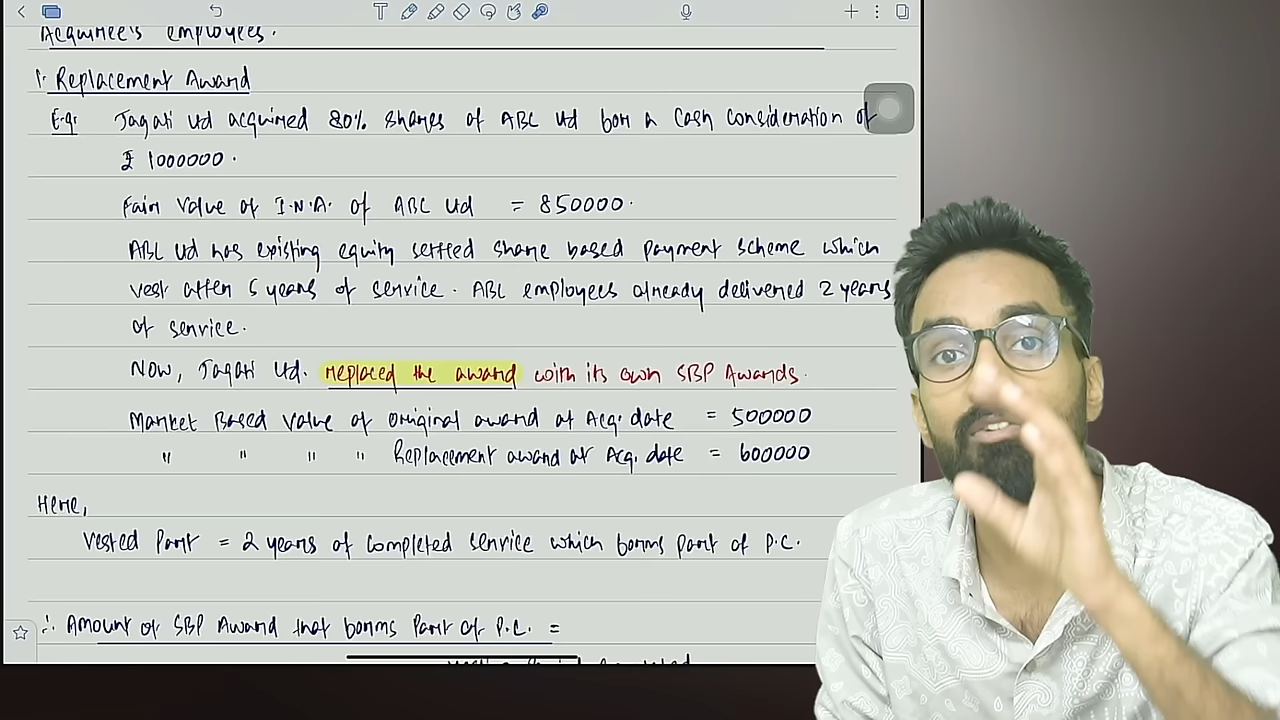 Acquiree's employees.
1. Replacement Award
E.g: Jagati Ltd acquired 80% shares of ABC Ltd for a cash consideration of
₹ 1000000.
Fair Value of I.N.A. of ABC Ltd = 850000.
ABC Ltd has existing equity settled share based payment scheme which
vest after 5 years of service. ABC employees already delivered 2 years
of service.
Now, Jagati Ltd. replaced the award with its own SBP Awards.
Market Based Value of Original award at Acq. date = 500000
" " " " Replacement award at Acq. date = 600000
Here,
Vested Part = 2 years of completed service which forms part of P.C.
∴ Amount of SBP Award that forms Part of P.C. =